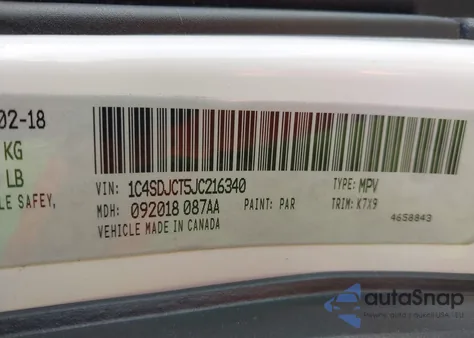 02-18
KG
LB
LE SAFEY,
VIN: 1C4SDJCT5JC216340 TYPE: MPV
MDH: 092018 087AA PAINT: PAR TRIM: K7X9
VEHICLE MADE IN CANADA 4658843
autoSnap